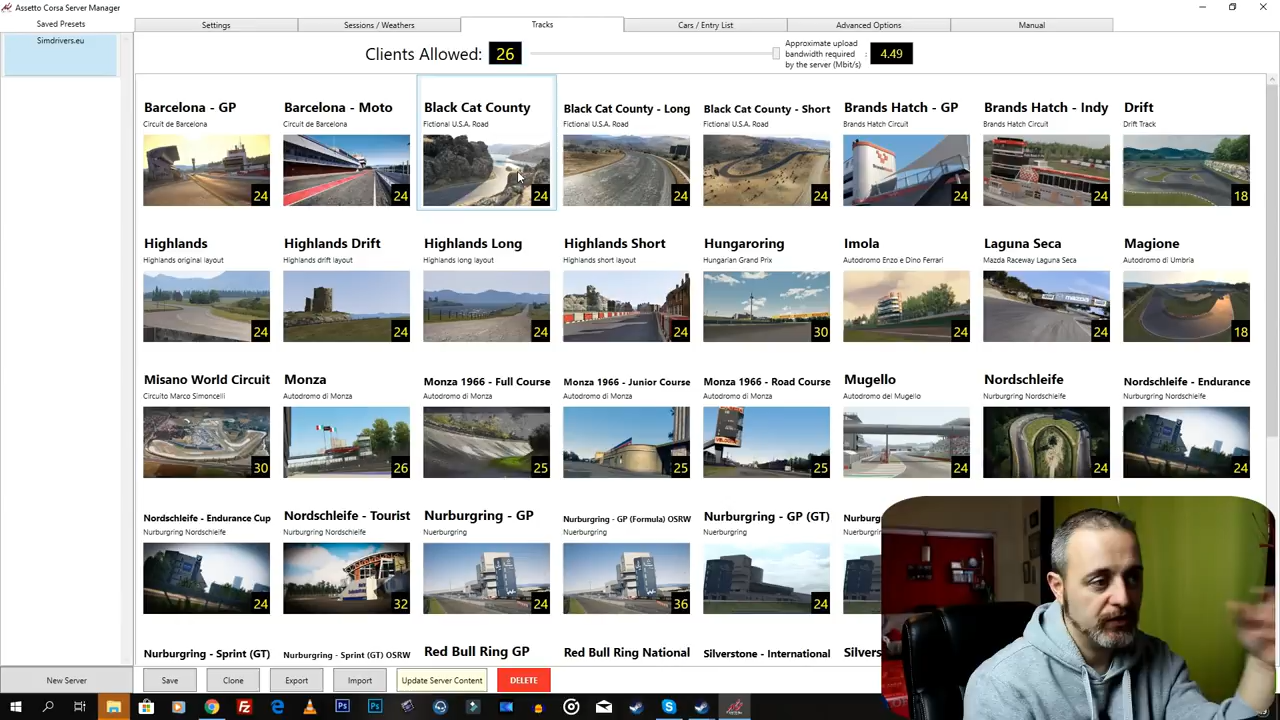 Assetto Corsa Server Manager
Saved Presets
Simdrivers.eu
Settings
Sessions / Weathers
Tracks
Cars / Entry List
Advanced Options
Manual
Clients Allowed: 26
Approximate upload
bandwidth required :
by the server (Mbit/s)
4.49
Barcelona - GP
Circuit de Barcelona
24
Barcelona - Moto
Circuit de Barcelona
24
Black Cat County
Fictional U.S.A. Road
24
Black Cat County - Long
Fictional U.S.A. Road
24
Black Cat County - Short
Fictional U.S.A. Road
24
Brands Hatch - GP
Brands Hatch Circuit
24
Brands Hatch - Indy
Brands Hatch Circuit
24
Drift
Drift Track
18
Highlands
Highlands original layout
24
Highlands Drift
Highlands drift layout
24
Highlands Long
Highlands long layout
24
Highlands Short
Highlands short layout
24
Hungaroring
Hungarian Grand Prix
30
Imola
Autodromo Enzo e Dino Ferrari
24
Laguna Seca
Mazda Raceway Laguna Seca
24
Magione
Autodromo di Umbria
18
Misano World Circuit
Circuito Marco Simoncelli
30
Monza
Autodromo di Monza
26
Monza 1966 - Full Course
Autodromo di Monza
25
Monza 1966 - Junior Course
Autodromo di Monza
25
Monza 1966 - Road Course
Autodromo di Monza
25
Mugello
Autodromo del Mugello
24
Nordschleife
Nurburgring Nordschleife
24
Nordschleife - Endurance
Nurburgring Nordschleife
24
Nordschleife - Endurance Cup
Nurburgring Nordschleife
24
Nordschleife - Tourist
Nurburgring Nordschleife
32
Nurburgring - GP
Nuerburgring
24
Nurburgring - GP (Formula) OSRW
Nuerburgring
36
Nurburgring - GP (GT)
Nuerburgring
24
Nurburg
Nuerburgr
Nurburgring - Sprint (GT)
Nurburgring - Sprint (GT) OSRW
Red Bull Ring GP
Red Bull Ring National
Silverstone - International
Silverst
New Server
Save
Clone
Export
Import
Update Server Content
DELETE